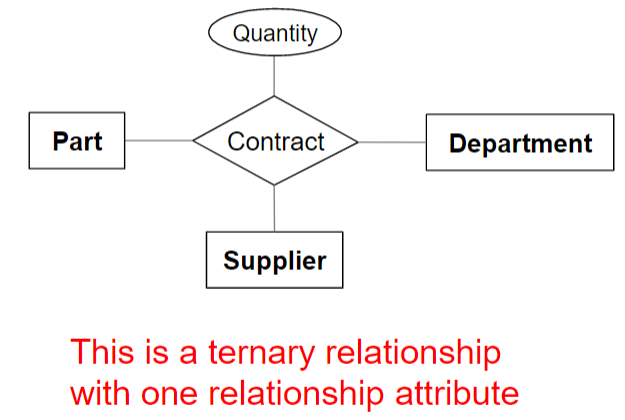 Quantity
Part
Contract
Department
Supplier
This is a ternary relationship
with one relationship attribute